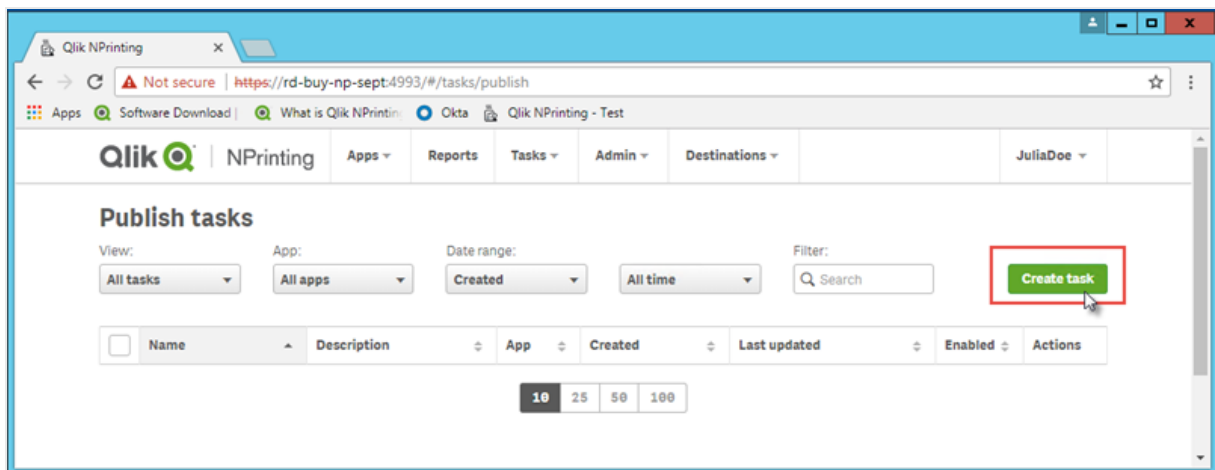 Qlik NPrinting
Not secure | https://rd-buy-np-sept:4993/#/tasks/publish
Apps Software Download | What is Qlik NPrintin Okta Qlik NPrinting - Test
Qlik NPrinting Apps Reports Tasks Admin Destinations JuliaDoe
Publish tasks
View: App: Date range: Filter:
All tasks All apps Created All time Search Create task
Name Description App Created Last updated Enabled Actions
10 25 50 100